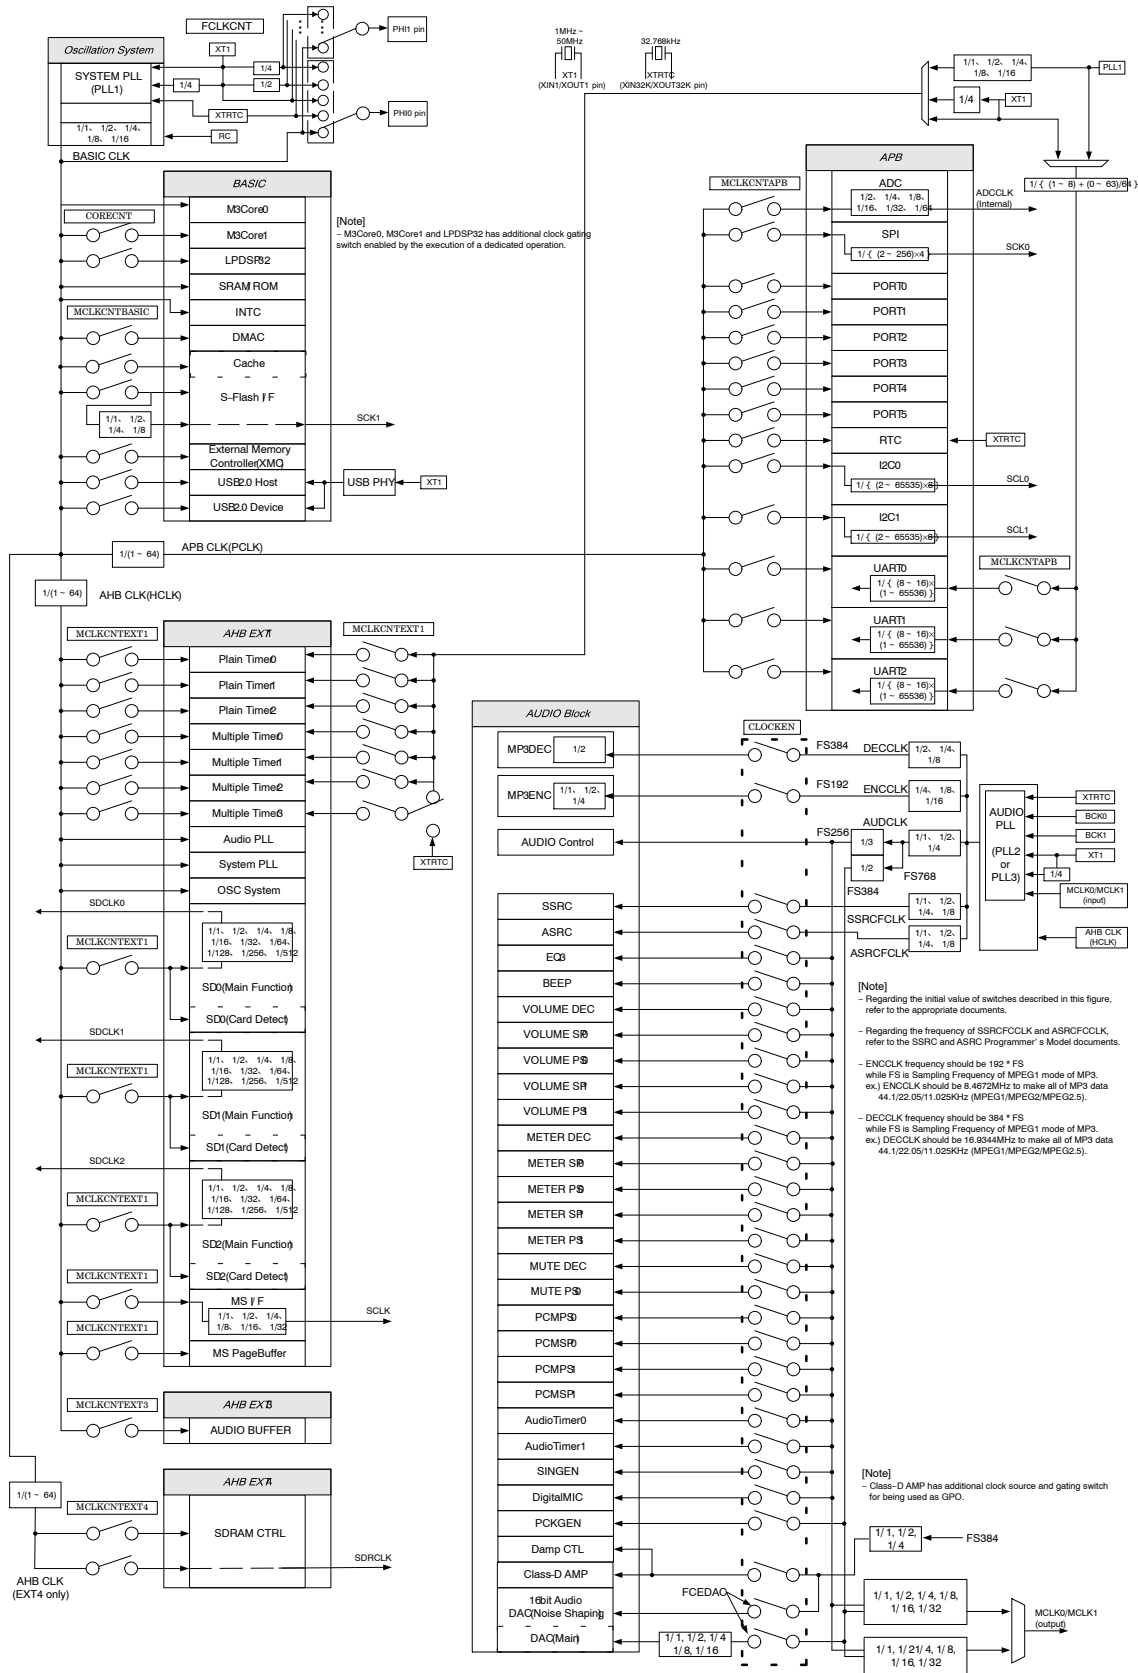 FCLKCNT
Oscillation System
XT1
SYSTEM PLL
(PLL1)
1/4
1/4
1/2
XTRTC
1/1、 1/2、 1/4、
1/8、 1/16
RC
BASIC CLK
PHI1 pin
PHI0 pin
1MHz ~
50MHz
XT1
(XIN1/XOUT1 pin)
32.768kHz
XTRTC
(XIN32K/XOUT32K pin)
1/1、 1/2、 1/4、
1/8、 1/16
PLL1
1/4
XT1
1/ { (1 ~ 8) + (0 ~ 63)/64 }
BASIC
M3Core0
CORECNT
M3Core1
LPDSP32
SRAM/ROM
INTC
MCLKCNTBASIC
DMAC
Cache
S-Flash I/F
1/1、 1/2、
1/4、 1/8
SCK1
External Memory
Controller(XMC)
USB2.0 Host
USB PHY
XT1
USB2.0 Device
[Note]
– M3Core0, M3Core1 and LPDSP32 has additional clock gating
switch enabled by the execution of a dedicated operation.
1/(1 ~ 64)
APB CLK(PCLK)
1/(1 ~ 64)
AHB CLK(HCLK)
APB
MCLKCNTAPB
ADC
1/2、 1/4、 1/8、
1/16、 1/32、 1/64
ADCCLK
(Internal)
SPI
1/ { (2 ~ 256)×4 }
SCK0
PORT0
PORT1
PORT2
PORT3
PORT4
PORT5
RTC
XTRTC
I2C0
1/ { (2 ~ 65535)×8 }
SCL0
I2C1
1/ { (2 ~ 65535)×8 }
SCL1
UART0
1/ { (8 ~ 16)×
(1 ~ 65536) }
MCLKCNTAPB
UART1
1/ { (8 ~ 16)×
(1 ~ 65536) }
UART2
1/ { (8 ~ 16)×
(1 ~ 65536) }
MCLKCNTEXT1
AHB EXT1
MCLKCNTEXT1
Plain Timer0
Plain Timer1
Plain Timer2
Multiple Timer0
Multiple Timer1
Multiple Timer2
Multiple Timer3
XTRTC
Audio PLL
System PLL
OSC System
SDCLK0
1/1、 1/2、 1/4、 1/8、
1/16、 1/32、 1/64、
1/128、 1/256、 1/512
MCLKCNTEXT1
SD0(Main Function)
SD0(Card Detect)
SDCLK1
1/1、 1/2、 1/4、 1/8、
1/16、 1/32、 1/64、
1/128、 1/256、 1/512
MCLKCNTEXT1
SD1(Main Function)
SD1(Card Detect)
SDCLK2
1/1、 1/2、 1/4、 1/8、
1/16、 1/32、 1/64、
1/128、 1/256、 1/512
MCLKCNTEXT1
SD2(Main Function)
SD2(Card Detect)
MCLKCNTEXT1
MS I/F
1/1、 1/2、 1/4、
1/8、 1/16、 1/32
SCLK
MCLKCNTEXT1
MS PageBuffer
MCLKCNTEXT3
AHB EXT3
AUDIO BUFFER
1/(1 ~ 64)
AHB EXT4
MCLKCNTEXT4
SDRAM CTRL
SDRCLK
AHB CLK
(EXT4 only)
AUDIO Block
CLOCKEN
MP3DEC
1/2
FS384
DECCLK
1/2、 1/4、
1/8
MP3ENC
1/1、 1/2、
1/4
FS192
ENCCLK
1/4、 1/8、
1/16
AUDIO Control
FS256
AUDCLK
1/3
1/1、 1/2、
1/4
1/2
FS768
FS384
AUDIO
PLL
(PLL2
or
PLL3)
XTRTC
BCK0
BCK1
XT1
1/4
MCLK0/MCLK1
(input)
AHB CLK
(HCLK)
SSRC
SSRCFCLK
1/1、 1/2、
1/4、 1/8
ASRC
ASRCFCLK
1/1、 1/2、
1/4、 1/8
EQ3
BEEP
VOLUME DEC
VOLUME SP0
VOLUME PS0
VOLUME SP1
VOLUME PS1
METER DEC
METER SP0
METER PS0
METER SP1
METER PS1
MUTE DEC
MUTE PS0
PCMPS0
PCMSP0
PCMPS1
PCMSP1
AudioTimer0
AudioTimer1
SINGEN
DigitalMIC
PCKGEN
Damp CTL
Class-D AMP
16bit Audio
DAC(Noise Shaping)
DAC(Main)
1/ 1, 1/ 2, 1/ 4
1/ 8, 1/ 16
FCEDAC
[Note]
– Regarding the initial value of switches described in this figure,
refer to the appropriate documents.
– Regarding the frequency of SSRCFCCLK and ASRCFCCLK,
refer to the SSRC and ASRC Programmer' s Model documents.
– ENCCLK frequency should be 192 * FS
while FS is Sampling Frequency of MPEG1 mode of MP3.
ex.) ENCCLK should be 8.4672MHz to make all of MP3 data
44.1/22.05/11.025KHz (MPEG1/MPEG2/MPEG2.5).
– DECCLK frequency should be 384 * FS
while FS is Sampling Frequency of MPEG1 mode of MP3.
ex.) DECCLK should be 16.9344MHz to make all of MP3 data
44.1/22.05/11.025KHz (MPEG1/MPEG2/MPEG2.5).
[Note]
– Class-D AMP has additional clock source and gating switch
for being used as GPO.
1/ 1, 1/ 2,
1/ 4
FS384
1/ 1, 1/ 2, 1/ 4, 1/ 8,
1/ 16, 1/ 32
MCLK0/MCLK1
(output)
1/ 1, 1/ 21/ 4, 1/ 8,
1/ 16, 1/ 32